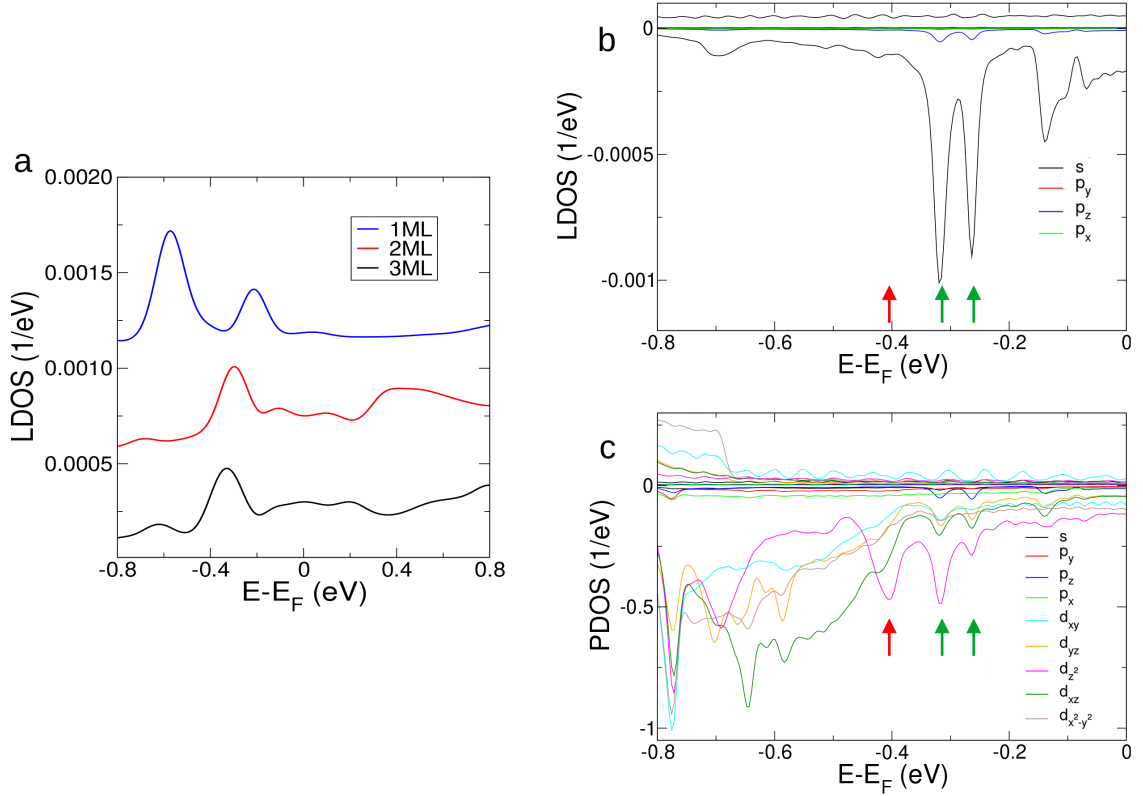 a
0.0020
0.0015
0.0010
0.0005
LDOS (1/eV)
1ML
2ML
3ML
-0.8 -0.4 0 0.4 0.8
E-E_F (eV)
b
0
-0.0005
-0.001
LDOS (1/eV)
s
p_y
p_z
p_x
-0.8 -0.6 -0.4 -0.2 0
E-E_F (eV)
c
0
-0.5
-1
PDOS (1/eV)
s
p_y
p_z
p_x
d_xy
d_yz
d_z²
d_xz
d_x²-y²
-0.8 -0.6 -0.4 -0.2 0
E-E_F (eV)